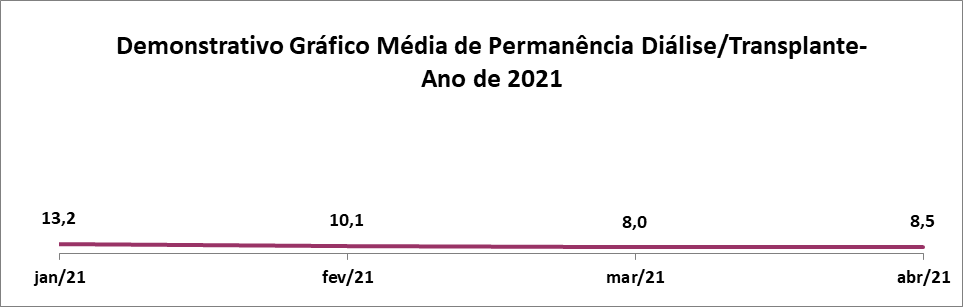 Demonstrativo Gráfico Média de Permanência Diálise/Transplante-
Ano de 2021
13,2 10,1 8,0 8,5
jan/21 fev/21 mar/21 abr/21